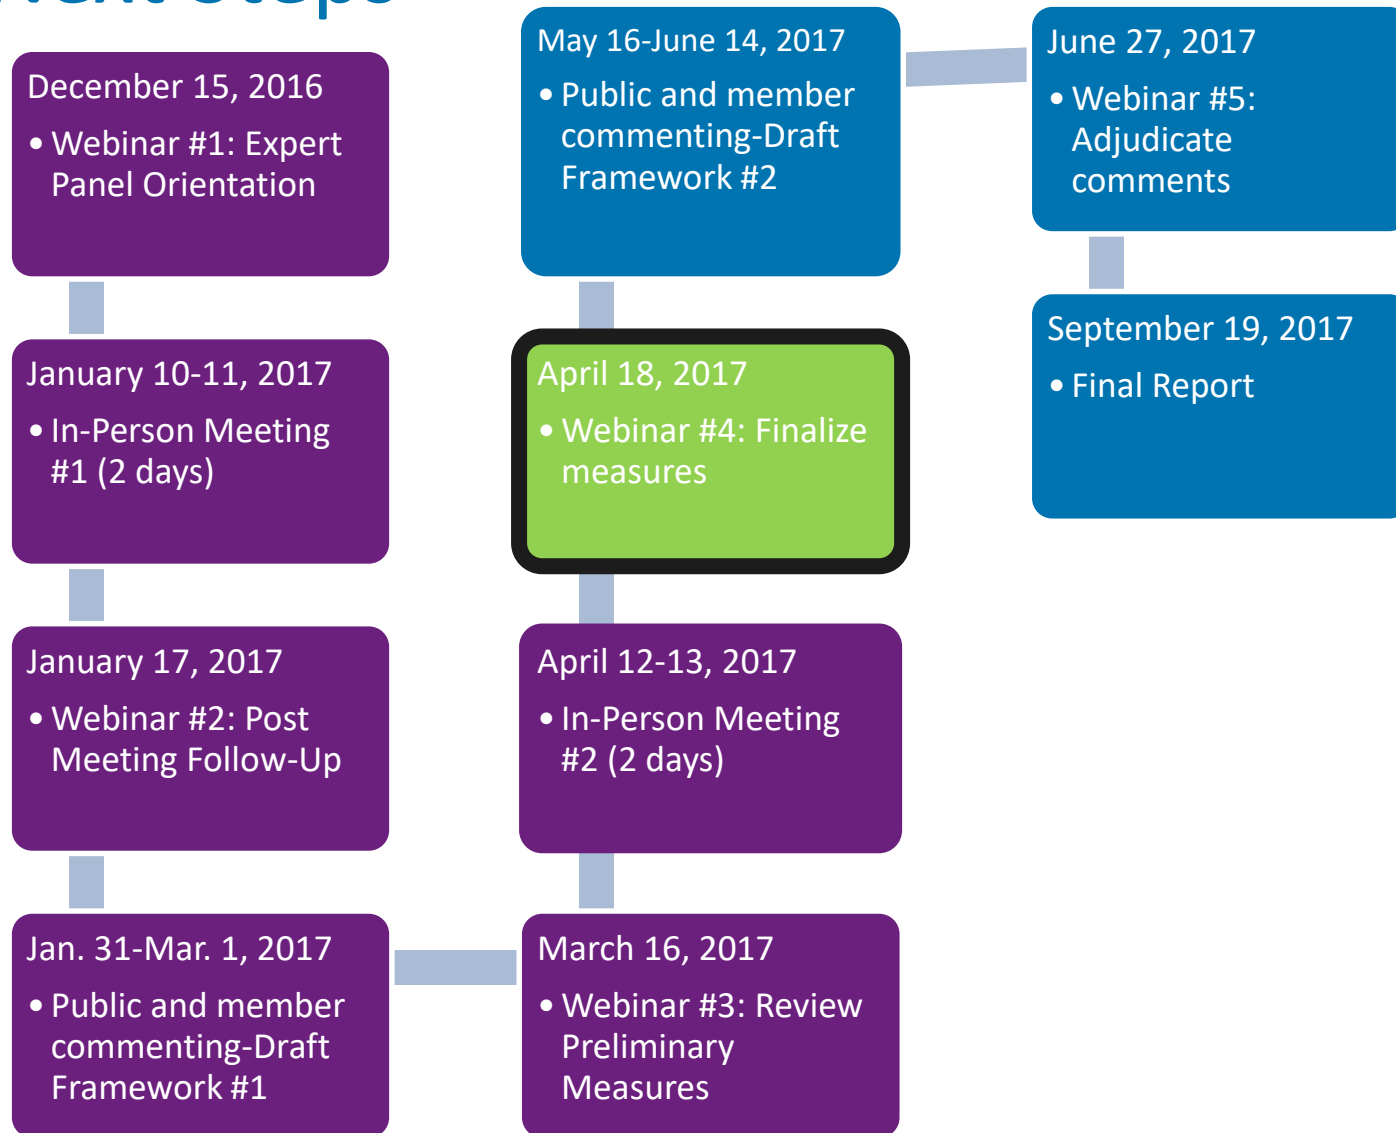 Next Steps
December 15, 2016
• Webinar #1: Expert
Panel Orientation
January 10-11, 2017
• In-Person Meeting
#1 (2 days)
January 17, 2017
• Webinar #2: Post
Meeting Follow-Up
Jan. 31-Mar. 1, 2017
• Public and member
commenting-Draft
Framework #1
March 16, 2017
• Webinar #3: Review
Preliminary
Measures
April 12-13, 2017
• In-Person Meeting
#2 (2 days)
April 18, 2017
• Webinar #4: Finalize
measures
May 16-June 14, 2017
• Public and member
commenting-Draft
Framework #2
June 27, 2017
• Webinar #5:
Adjudicate
comments
September 19, 2017
• Final Report